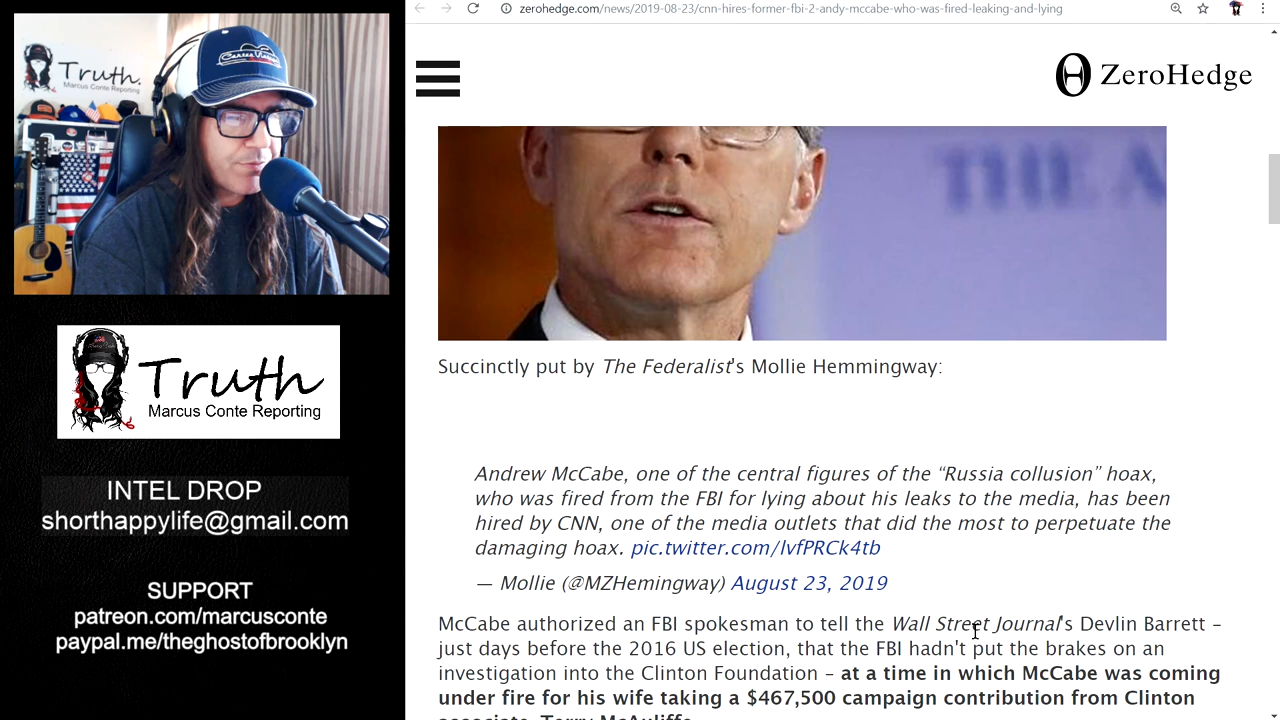 zerohedge.com/news/2019-08-23/cnn-hires-former-fbi-2-andy-mccabe-who-was-fired-leaking-and-lying
ZeroHedge
THE A
Succinctly put by The Federalist's Mollie Hemmingway:
Andrew McCabe, one of the central figures of the “Russia collusion” hoax,
who was fired from the FBI for lying about his leaks to the media, has been
hired by CNN, one of the media outlets that did the most to perpetuate the
damaging hoax. pic.twitter.com/lvfPRCk4tb
— Mollie (@MZHemingway) August 23, 2019
McCabe authorized an FBI spokesman to tell the Wall Street Journal's Devlin Barrett –
just days before the 2016 US election, that the FBI hadn't put the brakes on an
investigation into the Clinton Foundation – at a time in which McCabe was coming
under fire for his wife taking a $467,500 campaign contribution from Clinton
associate, Terry McAuliffe.
Truth.
Marcus Conte Reporting
Truth
Marcus Conte Reporting
INTEL DROP
shorthappylife@gmail.com
SUPPORT
patreon.com/marcusconte
paypal.me/theghostofbrooklyn